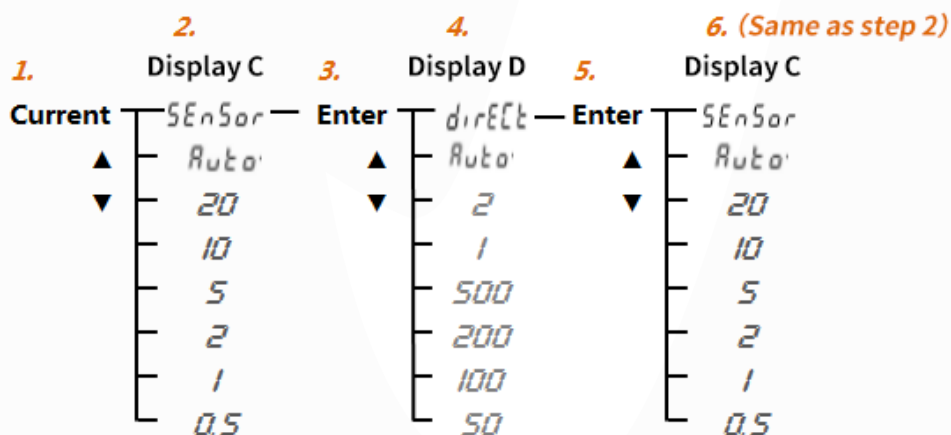 2. 4. 6. (Same as step 2)
1. Display C 3. Display D 5. Display C
Current SEnSor Enter dirECt Enter SEnSor
▲ Auto ▲ Auto ▲ Auto
▼ 20 ▼ 2 ▼ 20
10 1 10
5 500 5
2 200 2
1 100 1
0.5 50 0.5